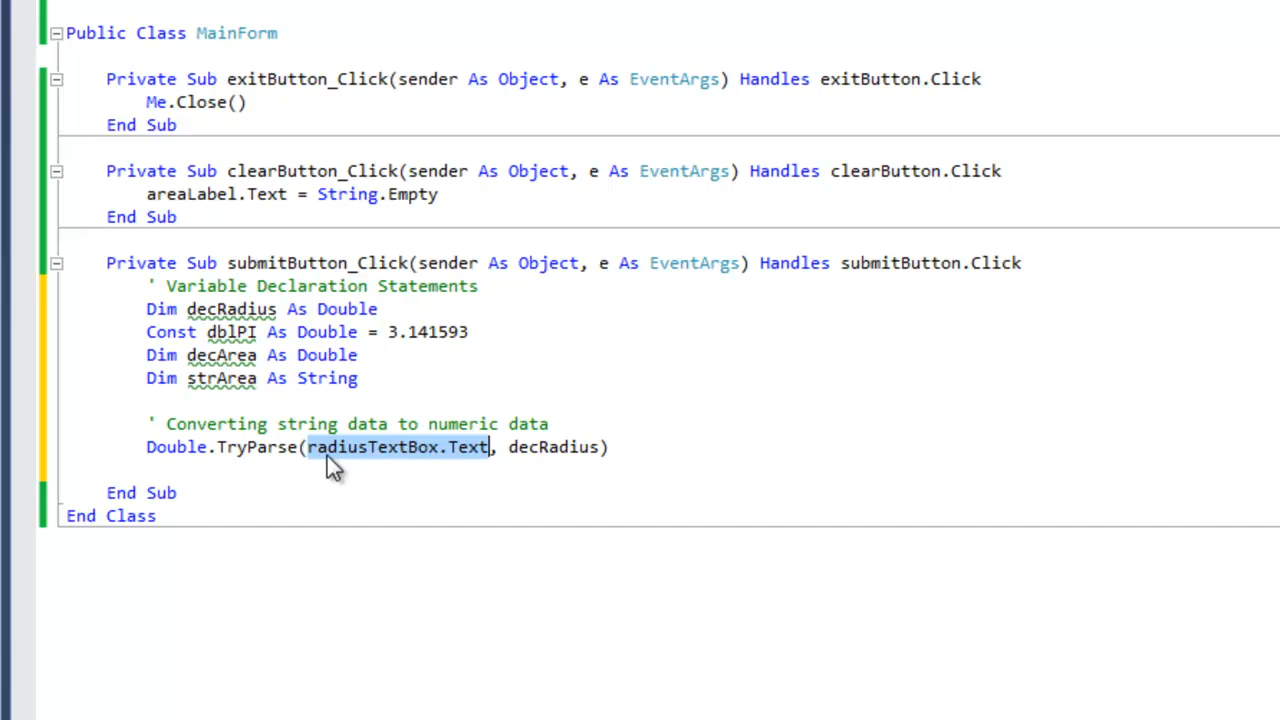 Public Class MainForm
Private Sub exitButton_Click(sender As Object, e As EventArgs) Handles exitButton.Click
Me.Close()
End Sub
Private Sub clearButton_Click(sender As Object, e As EventArgs) Handles clearButton.Click
areaLabel.Text = String.Empty
End Sub
Private Sub submitButton_Click(sender As Object, e As EventArgs) Handles submitButton.Click
' Variable Declaration Statements
Dim decRadius As Double
Const dblPI As Double = 3.141593
Dim decArea As Double
Dim strArea As String
' Converting string data to numeric data
Double.TryParse(radiusTextBox.Text, decRadius)
End Sub
End Class